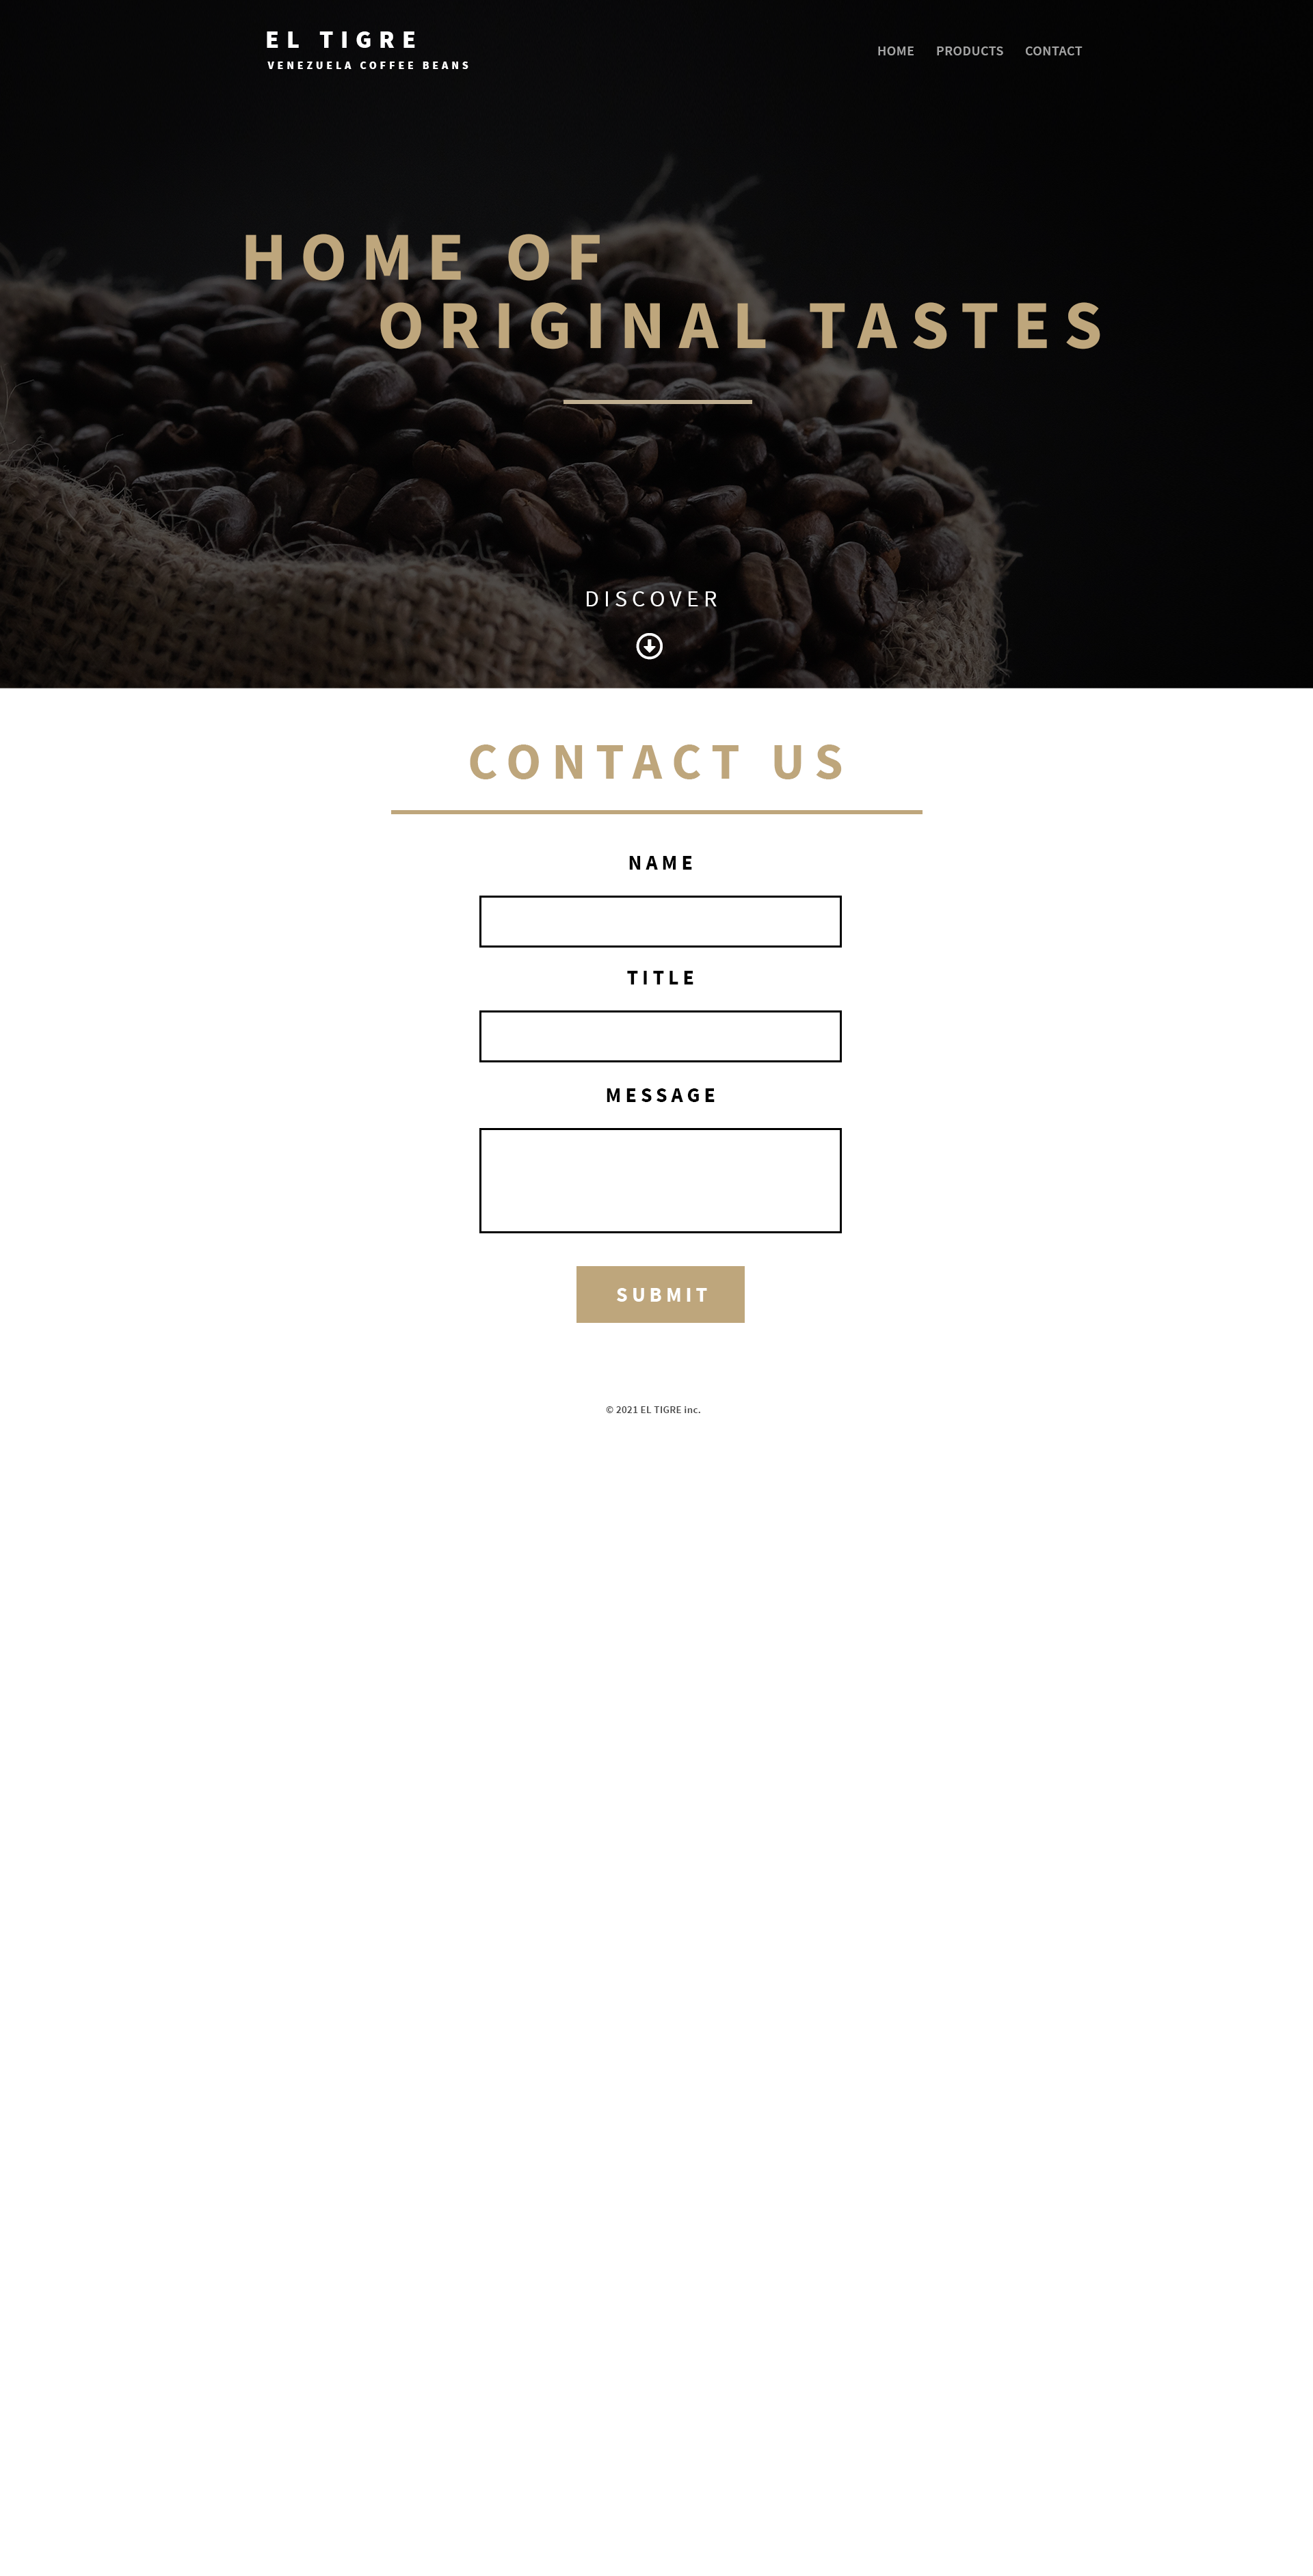 EL TIGRE
VENEZUELA COFFEE BEANS
HOME PRODUCTS CONTACT
HOME OF
ORIGINAL TASTES
DISCOVER
CONTACT US
NAME
TITLE
MESSAGE
SUBMIT
© 2021 EL TIGRE inc.